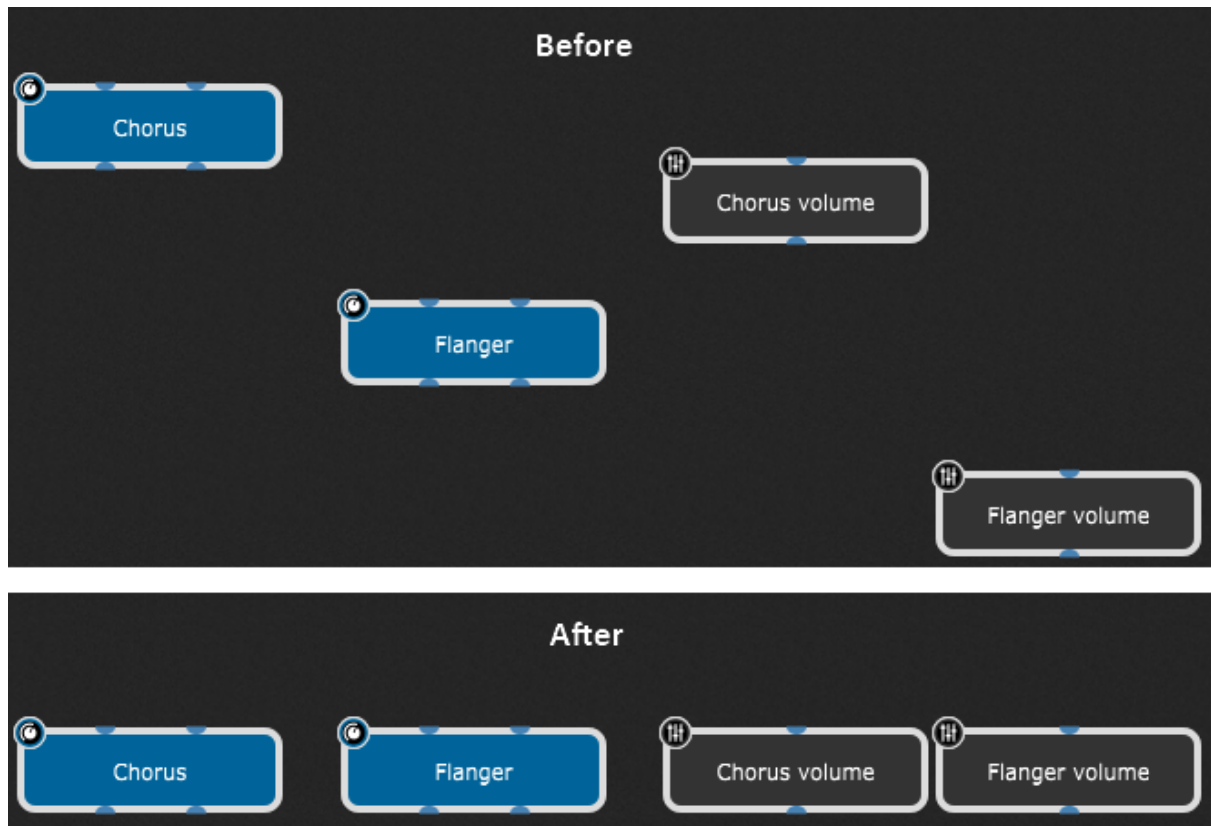 Before
Chorus
Chorus volume
Flanger
Flanger volume
After
Chorus
Flanger
Chorus volume
Flanger volume